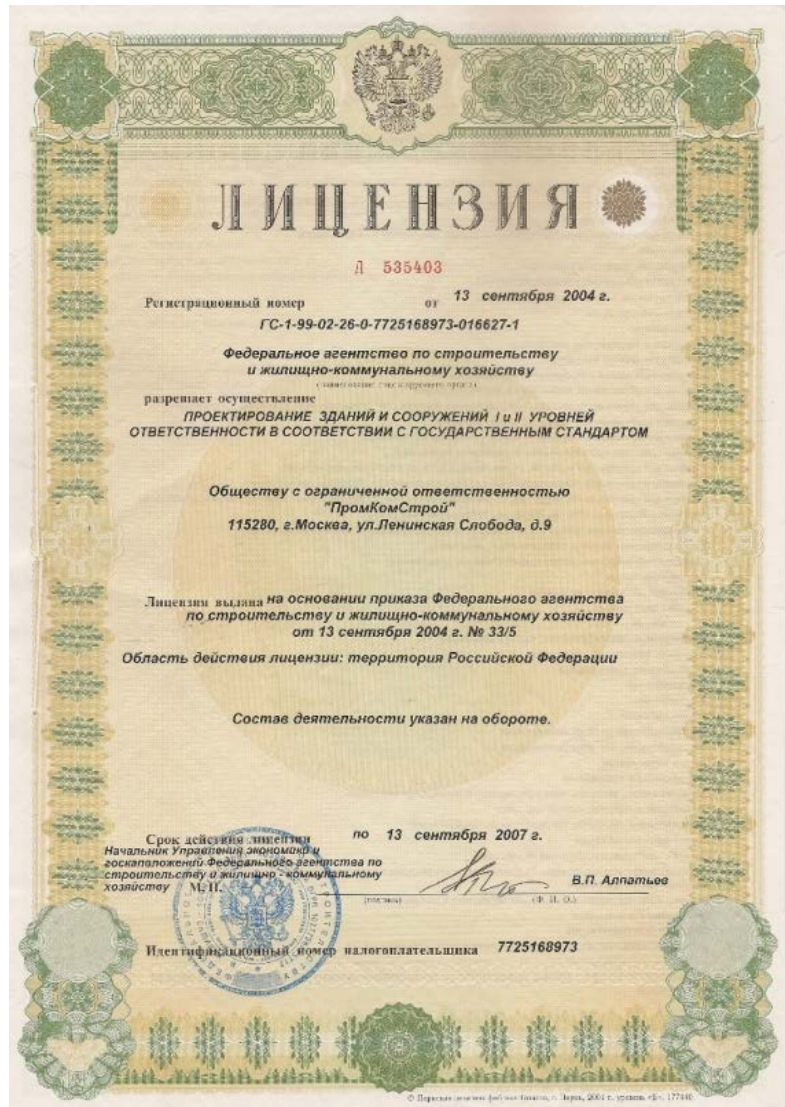 ЛИЦЕНЗИЯ
Д 535403
Регистрационный номер от 13 сентября 2004 г.
ГС-1-99-02-26-0-7725168973-016627-1
Федеральное агентство по строительству
и жилищно-коммунальному хозяйству
(наименование лицензирующего органа)
разрешает осуществление
ПРОЕКТИРОВАНИЕ ЗДАНИЙ И СООРУЖЕНИЙ I и II УРОВНЕЙ
ОТВЕТСТВЕННОСТИ В СООТВЕТСТВИИ С ГОСУДАРСТВЕННЫМ СТАНДАРТОМ
Обществу с ограниченной ответственностью
"ПромКомСтрой"
115280, г.Москва, ул.Ленинская Слобода, д.9
Лицензия выдана на основании приказа Федерального агентства
по строительству и жилищно-коммунальному хозяйству
от 13 сентября 2004 г. № 33/5
Область действия лицензии: территория Российской Федерации
Состав деятельности указан на обороте.
Срок действия лицензии по 13 сентября 2007 г.
Начальник Управления экономики и
госкапвложений Федерального агентства по
строительству и жилищно - коммунальному
хозяйству М. П. В.П. Алпатьев
(подпись) (Ф. И. О.)
Идентификационный номер налогоплательщика 7725168973